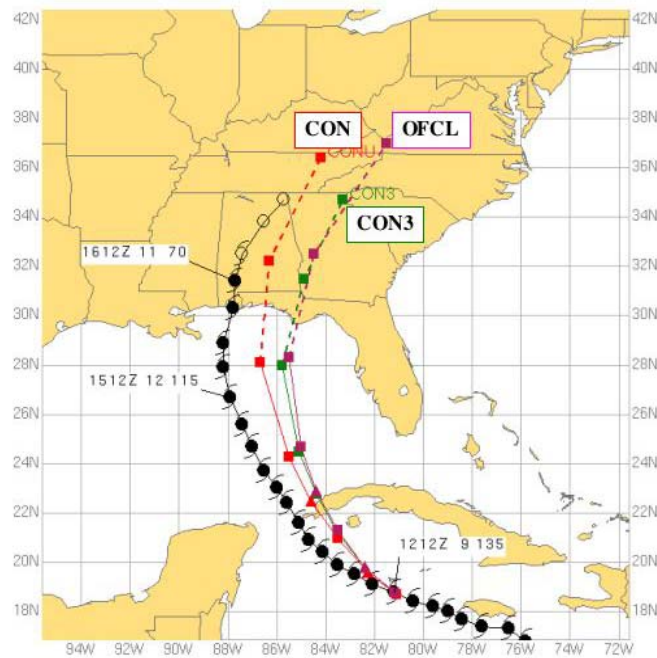 42N 42N
40N 40N
38N 38N
CON OFCL
36N CONU 36N
CON3
34N 34N
CON3
1612Z 11 70
32N 32N
30N 30N
28N 28N
1512Z 12 115
26N 26N
24N 24N
22N 22N
1212Z 9 135
20N 20N
18N 18N
94W 92W 90W 88W 86W 84W 82W 80W 78W 76W 74W 72W